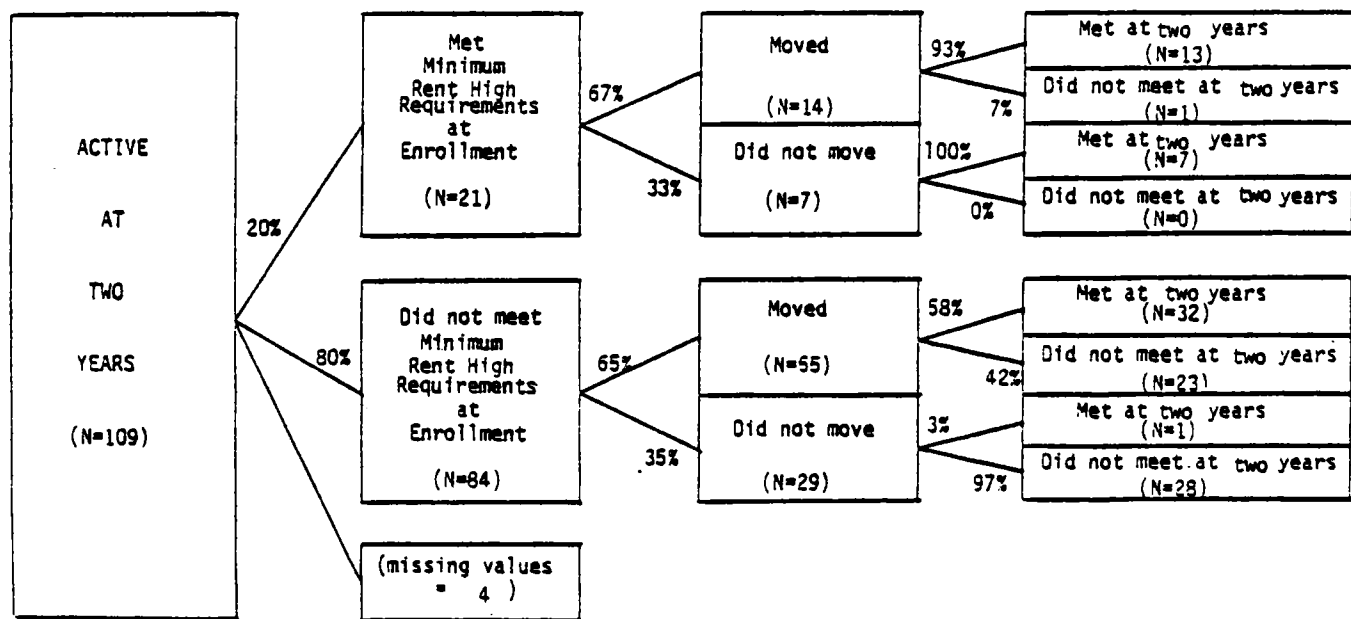 ACTIVE
AT
TWO
YEARS
(N=109)
20%
80%
Met
Minimum
Rent High
Requirements
at
Enrollment
(N=21)
67%
33%
Moved
(N=14)
Did not move
(N=7)
93%
7%
100%
0%
Met at two years
(N=13)
Did not meet at two years
(N=1)
Met at two years
(N=7)
Did not meet at two years
(N=0)
Did not meet
Minimum
Rent High
Requirements
at
Enrollment
(N=84)
65%
35%
Moved
(N=55)
Did not move
(N=29)
58%
42%
3%
97%
Met at two years
(N=32)
Did not meet at two years
(N=23)
Met at two years
(N=1)
Did not meet at two years
(N=28)
(missing values
= 4 )